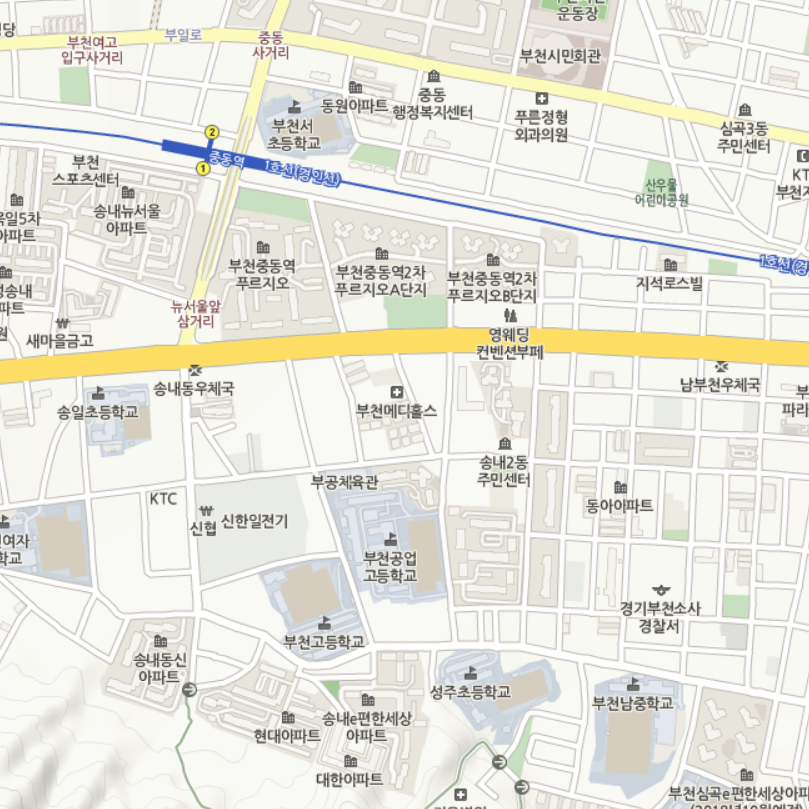 운동장
부천여고
입구사거리
부일로
중동
사거리
부천시민회관
동원아파트
중동
행정복지센터
부천서
초등학교
푸른정형
외과의원
심곡3동
주민센터
2
중동역
1호선(경인선)
1
부천
스포츠센터
송내뉴서울
아파트
산우물
어린이공원
부천중동역
푸르지오
부천중동역2차
푸르지오A단지
부천중동역2차
푸르지오B단지
지석로스빌
1호선(경
뉴서울앞
삼거리
새마을금고
영웨딩
컨벤션부페
송내동우체국
남부천우체국
송일초등학교
부천메디홀스
파리
송내2동
주민센터
부공체육관
KTC
신협
신한일전기
동아아파트
부천공업
고등학교
경기부천소사
경찰서
부천고등학교
송내동신
아파트
성주초등학교
부천남중학교
현대아파트
송내e편한세상
아파트
대한아파트
부천심곡e편한세상아파